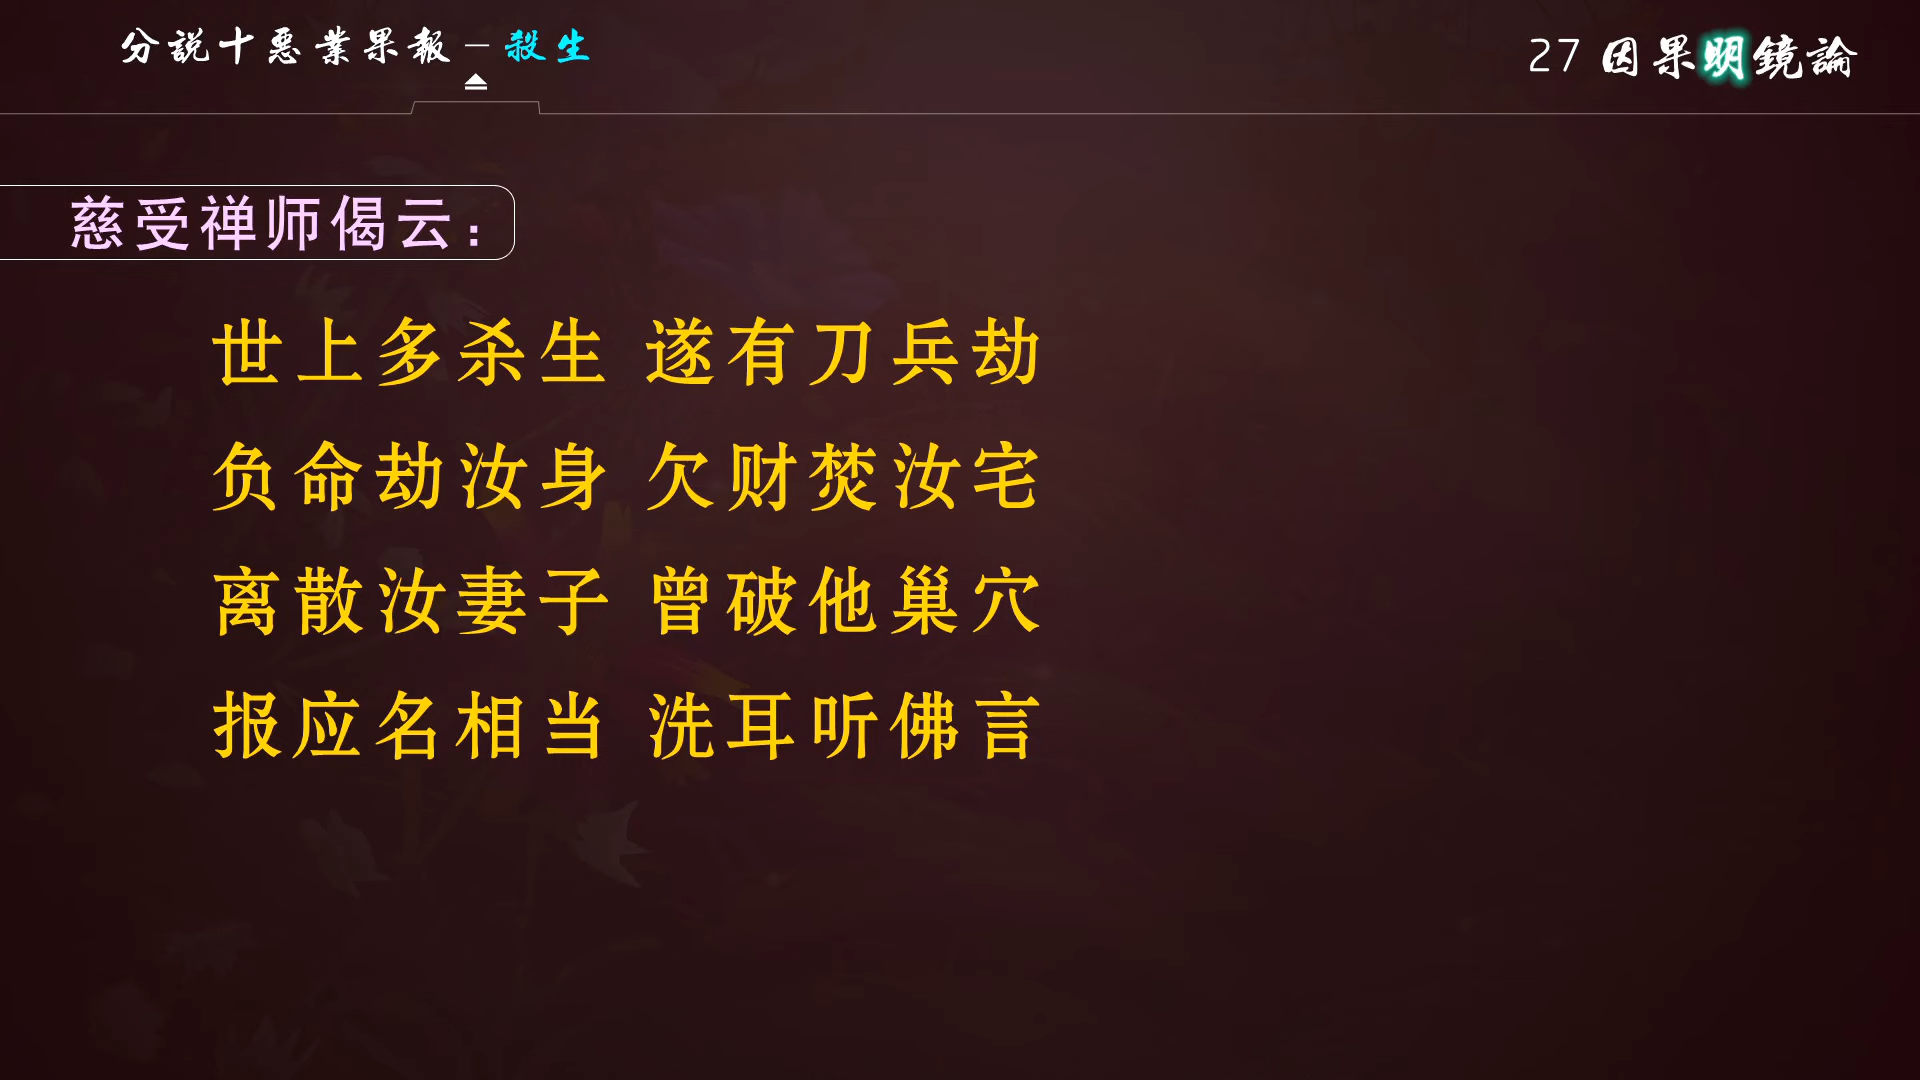 分説十惡業果報－殺生
27 因果明鏡論
慈受禅师偈云：
世上多杀生 遂有刀兵劫
负命劫汝身 欠财焚汝宅
离散汝妻子 曾破他巢穴
报应名相当 洗耳听佛言